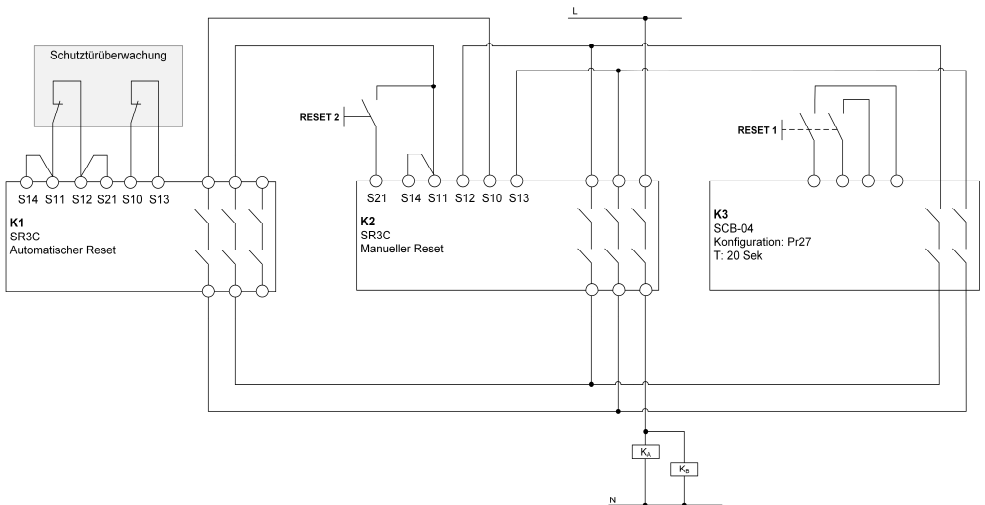 L
Schutztürüberwachung
RESET 2
RESET 1
S14 S11 S12 S21 S10 S13
K1
SR3C
Automatischer Reset
S21 S14 S11 S12 S10 S13
K2
SR3C
Manueller Reset
K3
SCB-04
Konfiguration: Pr27
T: 20 Sek
KA
KB
N